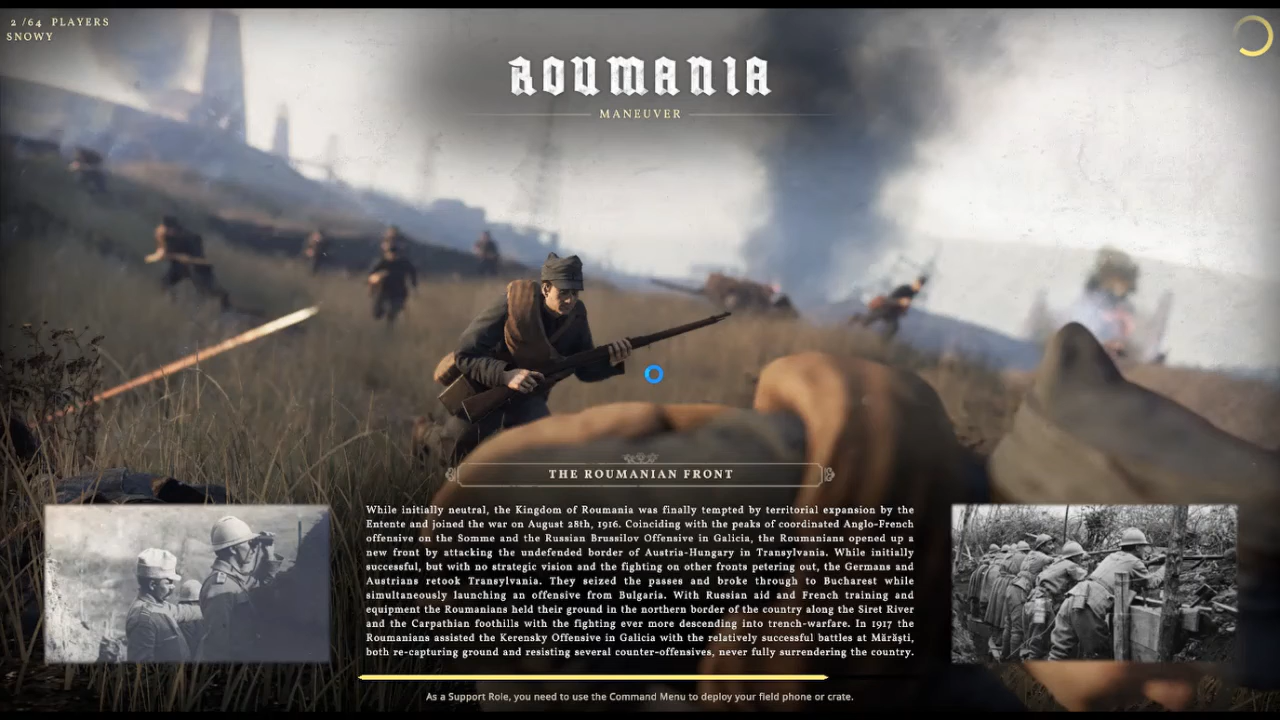 2 /64 PLAYERS
SNOWY
ROUMANIA
MANEUVER
THE ROUMANIAN FRONT
While initially neutral, the Kingdom of Roumania was finally tempted by territorial expansion by the
Entente and joined the war on August 28th, 1916. Coinciding with the peaks of coordinated Anglo-French
offensive on the Somme and the Russian Brussilov Offensive in Galicia, the Roumanians opened up a
new front by attacking the undefended border of Austria-Hungary in Transylvania. While initially
successful, but with no strategic vision and the fighting on other fronts petering out, the Germans and
Austrians retook Transylvania. They seized the passes and broke through to Bucharest while
simultaneously launching an offensive from Bulgaria. With Russian aid and French training and
equipment the Roumanians held their ground in the northern border of the country along the Siret River
and the Carpathian foothills with the fighting ever more descending into trench-warfare. In 1917 the
Roumanians assisted the Kerensky Offensive in Galicia with the relatively successful battles at Mărăști,
both re-capturing ground and resisting several counter-offensives, never fully surrendering the country.
As a Support Role, you need to use the Command Menu to deploy your field phone or crate.